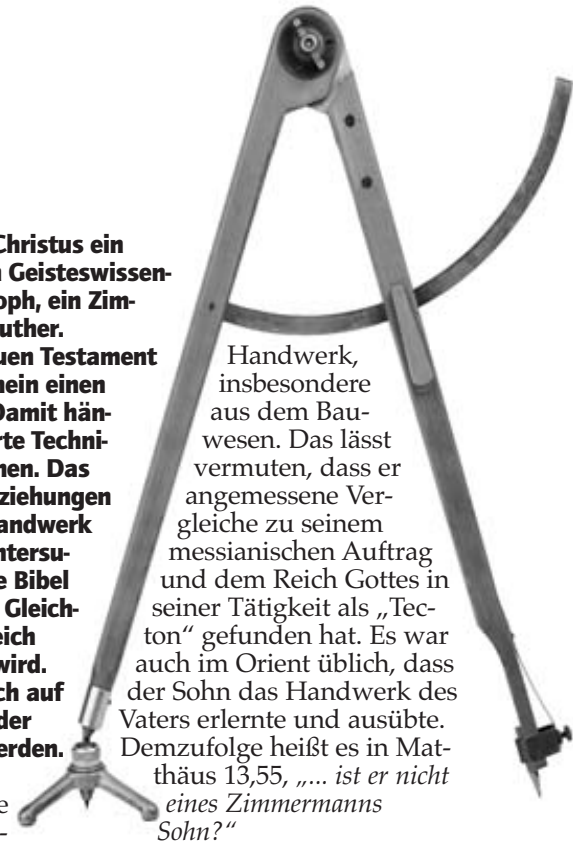 Christus ein
Geisteswissen-
oph, ein Zim-
uther.
uen Testament
nein einen
Damit hän-
rte Techni-
nen. Das
ziehungen
andwerk
ntersu-
e Bibel
Gleich-
eich
wird.
ch auf
der
erden.
e
-
Handwerk,
insbesondere
aus dem Bau-
wesen. Das lässt
vermuten, dass er
angemessene Ver-
gleiche zu seinem
messianischen Auftrag
und dem Reich Gottes in
seiner Tätigkeit als „Tec-
ton“ gefunden hat. Es war
auch im Orient üblich, dass
der Sohn das Handwerk des
Vaters erlernte und ausübte.
Demzufolge heißt es in Mat-
thäus 13,55, „... ist er nicht
eines Zimmermanns
Sohn?“